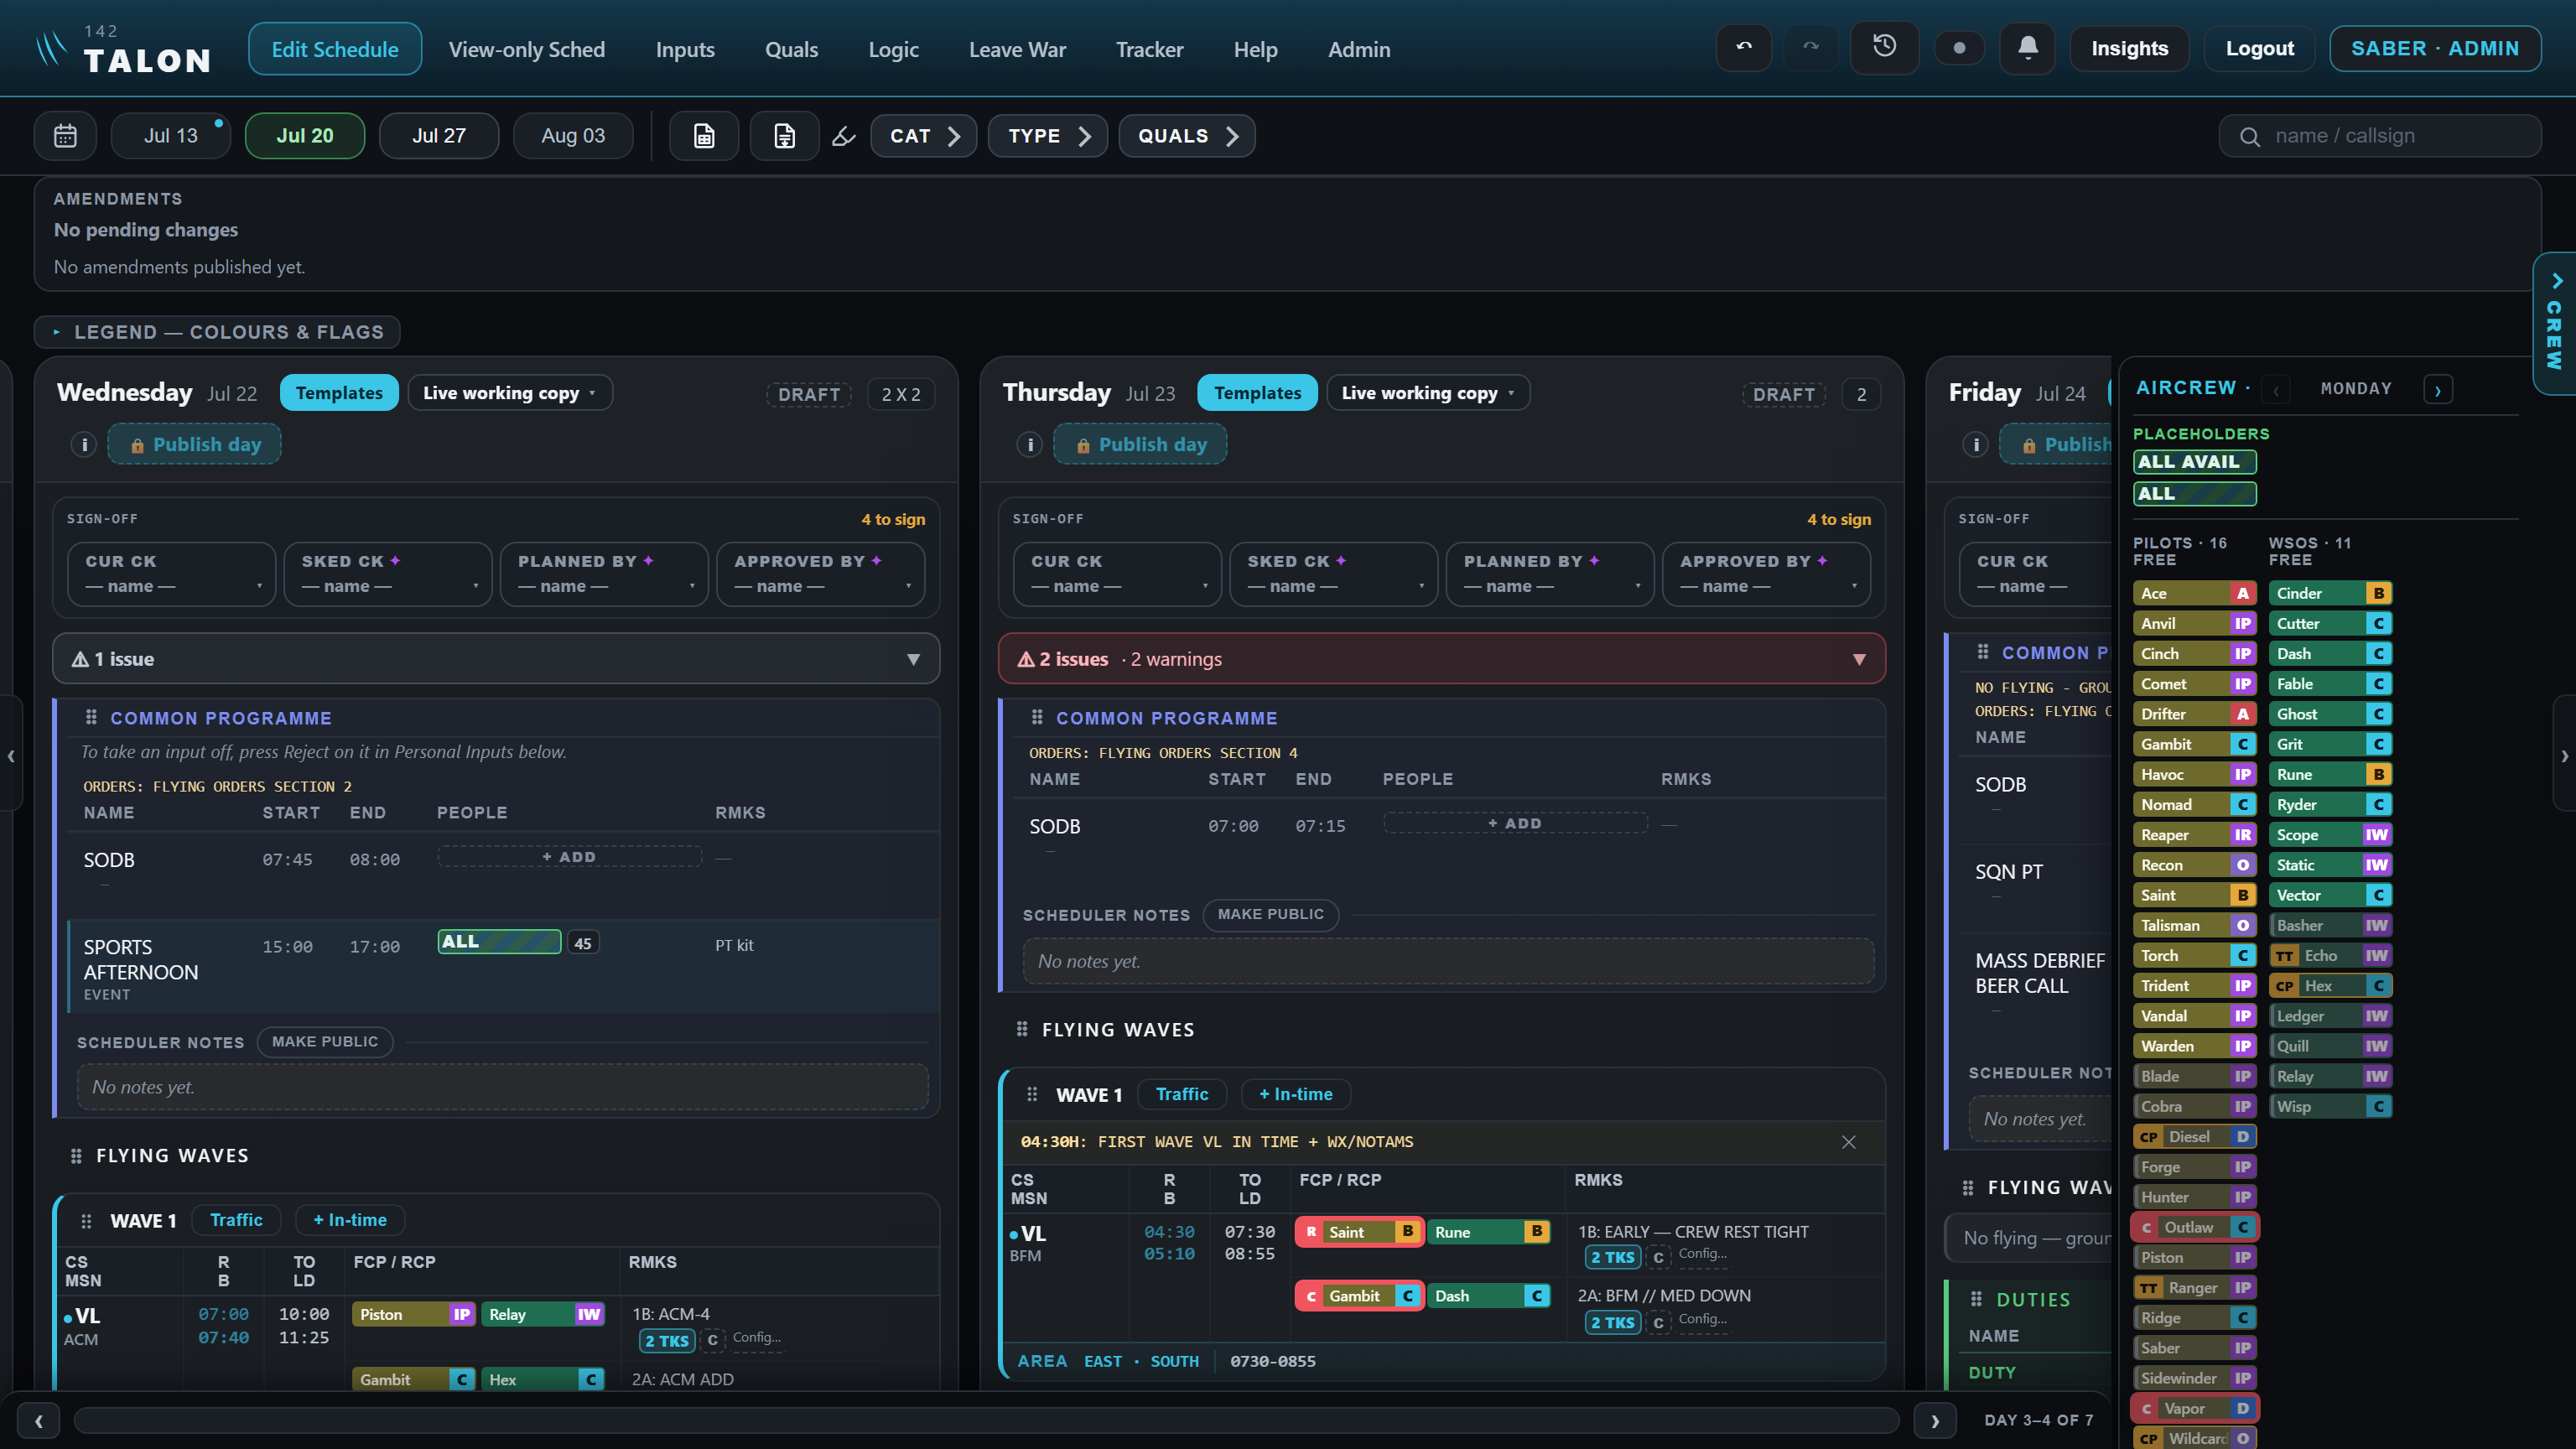 142
TALON
Edit Schedule
View-only Sched
Inputs
Quals
Logic
Leave War
Tracker
Help
Admin
Insights
Logout
SABER · ADMIN
Jul 13
Jul 20
Jul 27
Aug 03
CAT
TYPE
QUALS
name / callsign
AMENDMENTS
No pending changes
No amendments published yet.
CREW
LEGEND — COLOURS & FLAGS
Wednesday Jul 22
Templates
Live working copy
DRAFT
2 X 2
i
Publish day
SIGN-OFF
4 to sign
CUR CK
— name —
SKED CK
— name —
PLANNED BY
— name —
APPROVED BY
— name —
1 issue
COMMON PROGRAMME
To take an input off, press Reject on it in Personal Inputs below.
ORDERS: FLYING ORDERS SECTION 2
NAME START END PEOPLE RMKS
SODB 07:45 08:00 + ADD —
—
SPORTS AFTERNOON 15:00 17:00 ALL 45 PT kit
EVENT
SCHEDULER NOTES MAKE PUBLIC
No notes yet.
FLYING WAVES
WAVE 1 Traffic + In-time
CS R TO FCP / RCP RMKS
MSN B LD
VL 07:00 10:00 Piston IP Relay IW 1B: ACM-4
ACM 07:40 11:25 2 TKS C Config...
Gambit C Hex C 2A: ACM ADD
Thursday Jul 23
Templates
Live working copy
DRAFT
2
i
Publish day
SIGN-OFF
4 to sign
CUR CK
— name —
SKED CK
— name —
PLANNED BY
— name —
APPROVED BY
— name —
2 issues · 2 warnings
COMMON PROGRAMME
ORDERS: FLYING ORDERS SECTION 4
NAME START END PEOPLE RMKS
SODB 07:00 07:15 + ADD —
—
SCHEDULER NOTES MAKE PUBLIC
No notes yet.
FLYING WAVES
WAVE 1 Traffic + In-time
04:30H: FIRST WAVE VL IN TIME + WX/NOTAMS
CS R TO FCP / RCP RMKS
MSN B LD
VL 04:30 07:30 R Saint B Rune B 1B: EARLY — CREW REST TIGHT
BFM 05:10 08:55 2 TKS C Config...
C Gambit C Dash C 2A: BFM // MED DOWN
2 TKS C Config...
AREA EAST · SOUTH 0730-0855
Friday Jul 24
i
Publish
SIGN-OFF
CUR CK
— name —
COMMON P
NO FLYING - GROU
ORDERS: FLYING O
NAME
SODB
—
SQN PT
—
MASS DEBRIEF
BEER CALL
—
SCHEDULER NOT
No notes yet.
FLYING WAV
No flying — groun
DUTIES
NAME
DUTY
AIRCREW ·
MONDAY
PLACEHOLDERS
ALL AVAIL
ALL
PILOTS · 16 FREE
WSOS · 11 FREE
Ace A Cinder B
Anvil IP Cutter C
Cinch IP Dash C
Comet IP Fable C
Drifter A Ghost C
Gambit C Grit C
Havoc IP Rune B
Nomad C Ryder C
Reaper IR Scope IW
Recon O Static IW
Saint B Vector C
Talisman O Basher IW
Torch C TT Echo IW
Trident IP CP Hex C
Vandal IP Ledger IW
Warden IP Quill IW
Blade IP Relay IW
Cobra IP Wisp C
CP Diesel D
Forge IP
Hunter IP
C Outlaw C
Piston IP
TT Ranger IP
Ridge C
Saber IP
Sidewinder IP
C Vapor D
CP Wildcard O
DAY 3–4 OF 7